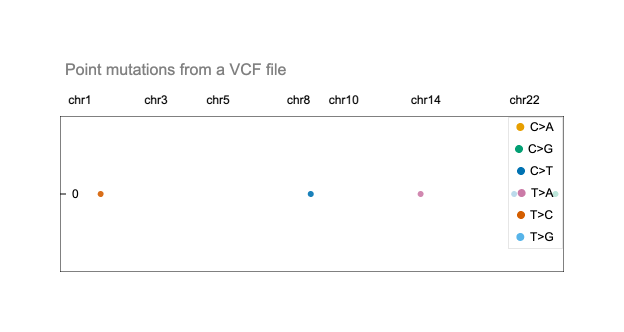 Point mutations from a VCF file
chr1 chr3 chr5 chr8 chr10 chr14 chr22
C>A
C>G
C>T
0 T>A
T>C
T>G